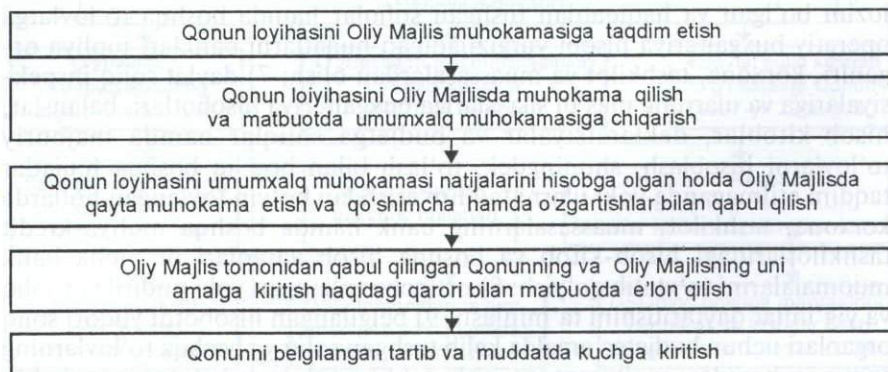 Qonun loyihasini Oliy Majlis muhokamasiga taqdim etish
Qonun loyihasini Oliy Majlisda muhokama qilish
va matbuotda umumxalq muhokamasiga chiqarish
Qonun loyihasini umumxalq muhokamasi natijalarini hisobga olgan holda Oliy Majlisda
qayta muhokama etish va qo'shimcha hamda o'zgartishlar bilan qabul qilish
Oliy Majlis tomonidan qabul qilingan Qonunning va Oliy Majlisning uni
amalga kiritish haqidagi qarori bilan matbuotda e'lon qilish
Qonunni belgilangan tartib va muddatda kuchga kiritish